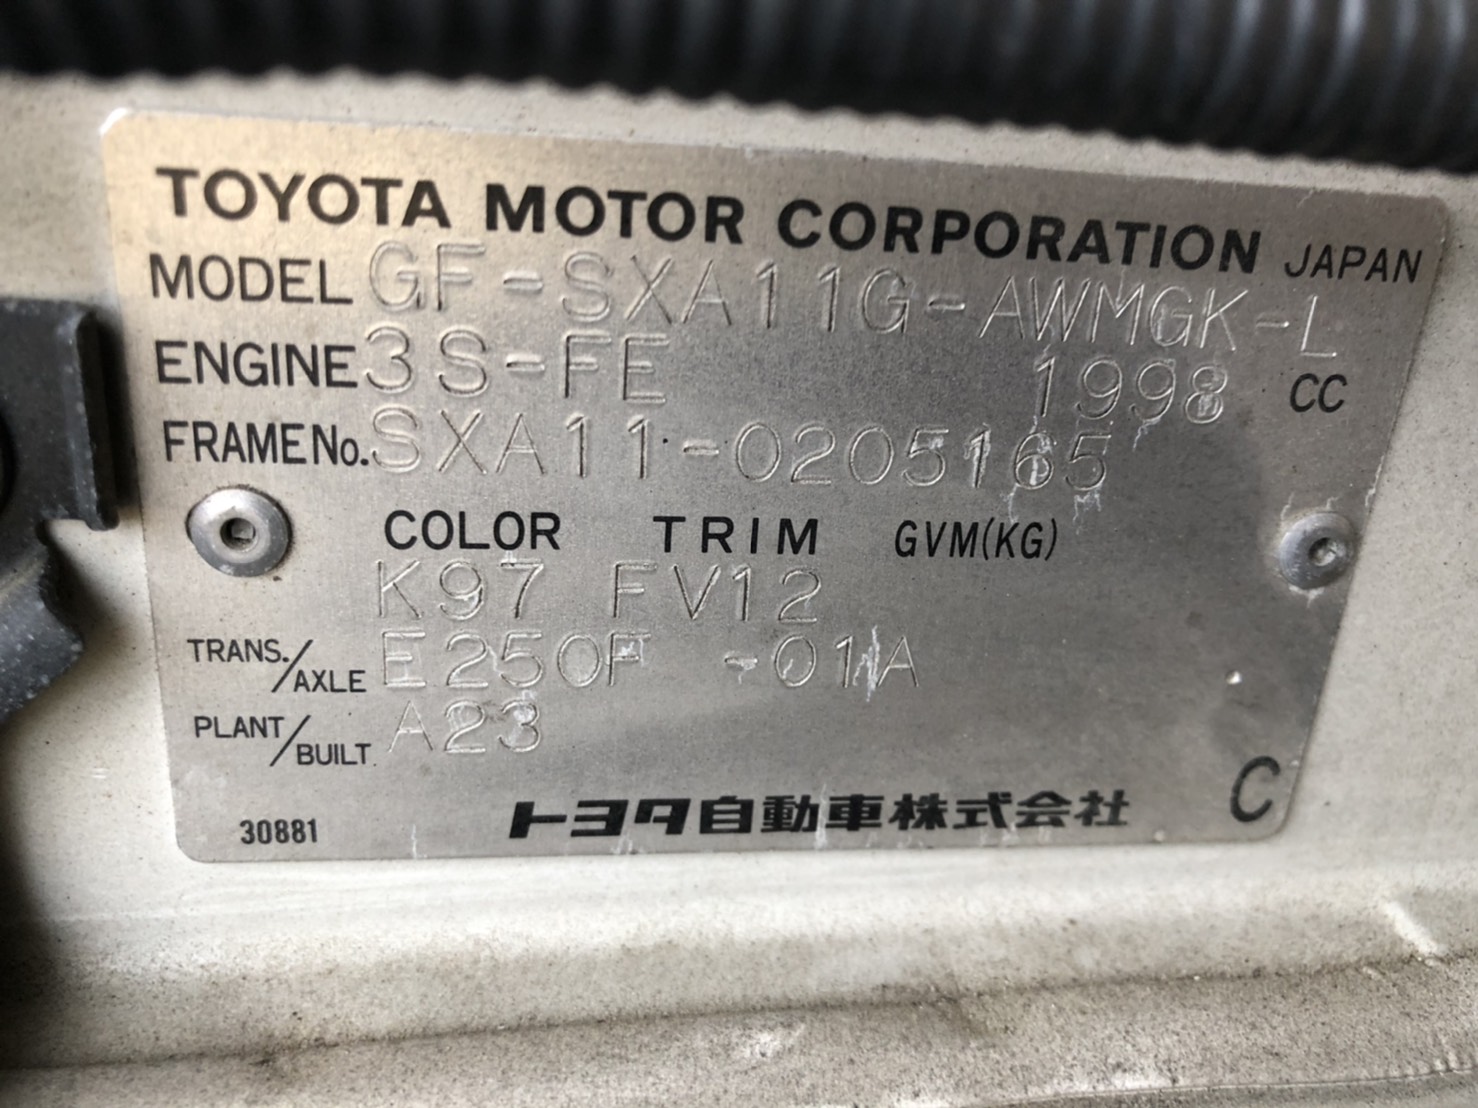 TOYOTA MOTOR CORPORATION JAPAN
MODEL GF-SXA11G-AWMGK-L
ENGINE 3S-FE 1998 CC
FRAME No. SXA11-0205165
COLOR TRIM GVM(KG)
K97 FV12
TRANS./AXLE E250F -01A
PLANT/BUILT A23
30881 トヨタ自動車株式会社 C